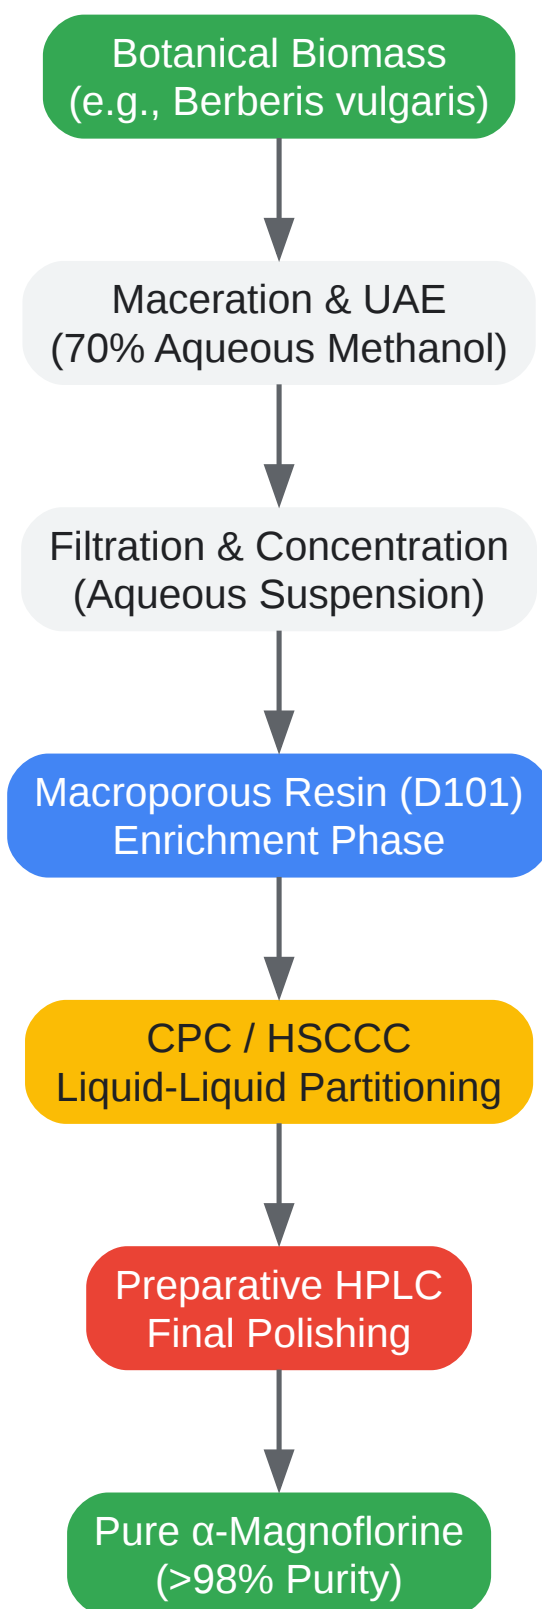 Botanical Biomass
(e.g., Berberis vulgaris)
Maceration & UAE
(70% Aqueous Methanol)
Filtration & Concentration
(Aqueous Suspension)
Macroporous Resin (D101)
Enrichment Phase
CPC / HSCCC
Liquid-Liquid Partitioning
Preparative HPLC
Final Polishing
Pure α-Magnoflorine
(>98% Purity)